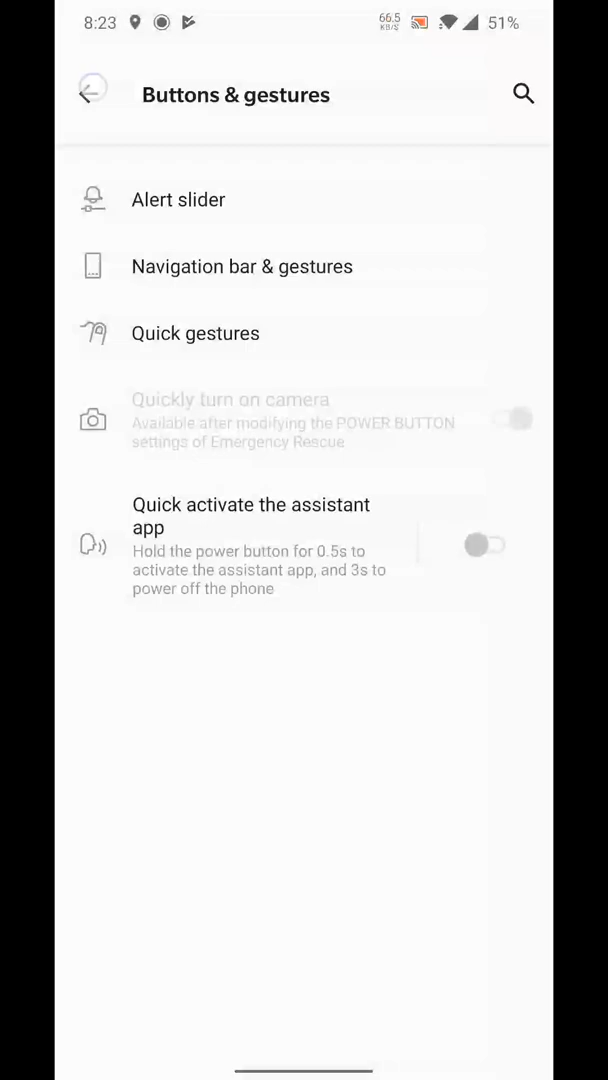 8:23
66.5
KB/S
51%
Buttons & gestures
Alert slider
Navigation bar & gestures
Quick gestures
Quickly turn on camera
Available after modifying the POWER BUTTON
settings of Emergency Rescue
Quick activate the assistant
app
Hold the power button for 0.5s to
activate the assistant app, and 3s to
power off the phone